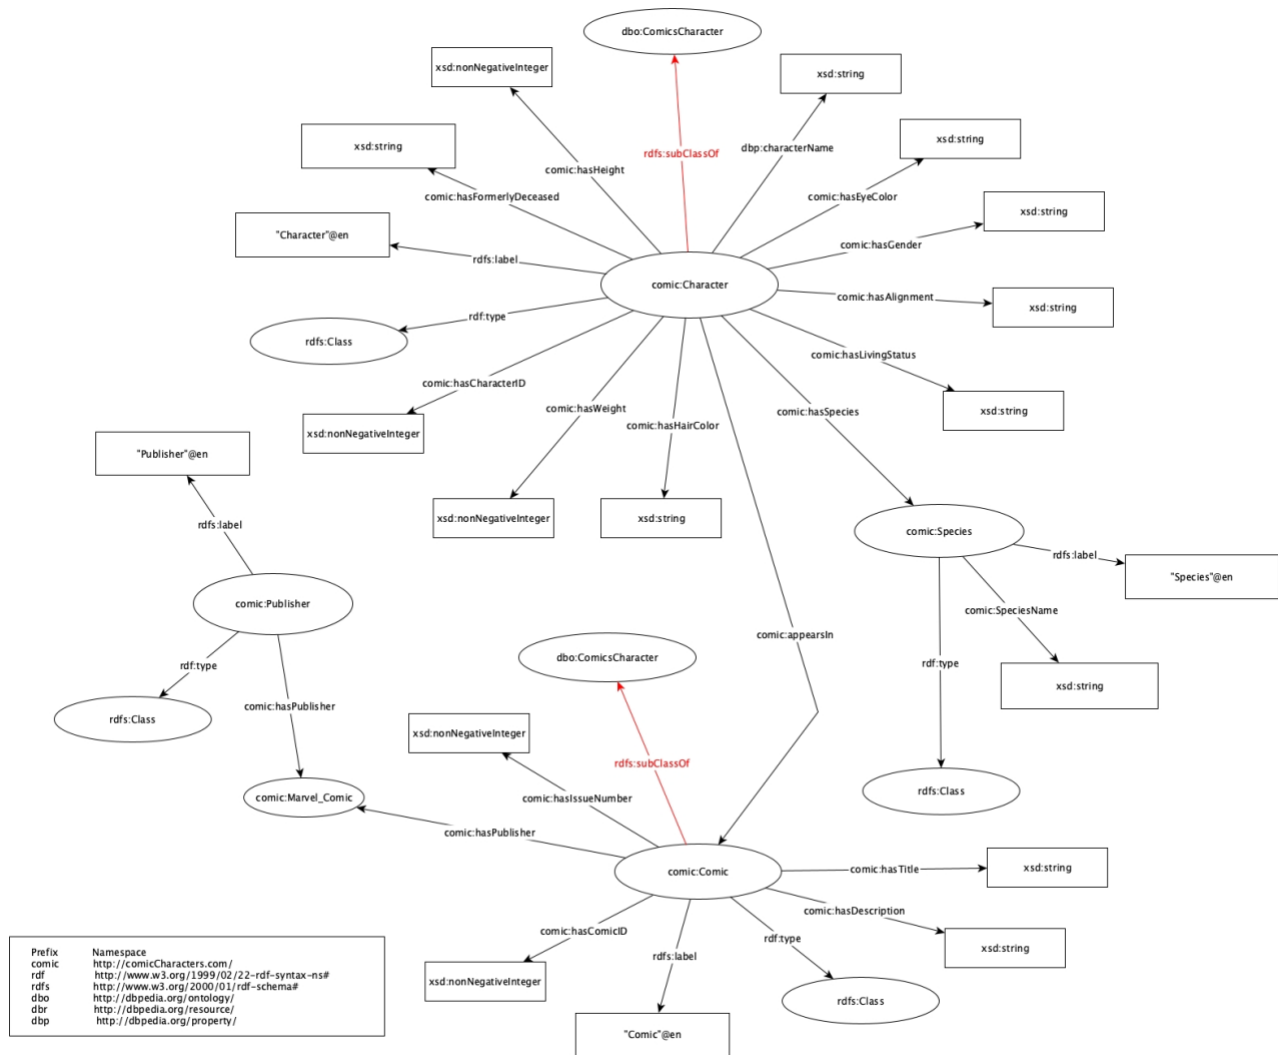 dbo:ComicsCharacter
xsd:nonNegativeInteger
xsd:string
xsd:string
rdfs:subClassOf
dbp:characterName
xsd:string
comic:hasHeight
comic:hasFormerlyDeceased
comic:hasEyeColor
xsd:string
"Character"@en
comic:hasGender
rdfs:label
comic:Character
comic:hasAlignment
xsd:string
rdf:type
rdfs:Class
comic:hasLivingStatus
comic:hasCharacterID
comic:hasWeight
comic:hasSpecies
xsd:string
comic:hasHairColor
xsd:nonNegativeInteger
"Publisher"@en
xsd:nonNegativeInteger
xsd:string
rdfs:label
comic:Species
rdfs:label
"Species"@en
comic:Publisher
comic:SpeciesName
comic:appearsIn
dbo:ComicsCharacter
rdf:type
rdf:type
xsd:string
comic:hasPublisher
rdfs:Class
xsd:nonNegativeInteger
rdfs:subClassOf
rdfs:Class
comic:Marvel_Comic
comic:hasIssueNumber
comic:hasPublisher
comic:Comic
comic:hasTitle
xsd:string
comic:hasDescription
comic:hasComicID
rdf:type
xsd:string
rdfs:label
xsd:nonNegativeInteger
rdfs:Class
"Comic"@en
Prefix Namespace
comic http://comicCharacters.com/
rdf http://www.w3.org/1999/02/22-rdf-syntax-ns#
rdfs http://www.w3.org/2000/01/rdf-schema#
dbo http://dbpedia.org/ontology/
dbr http://dbpedia.org/resource/
dbp http://dbpedia.org/property/